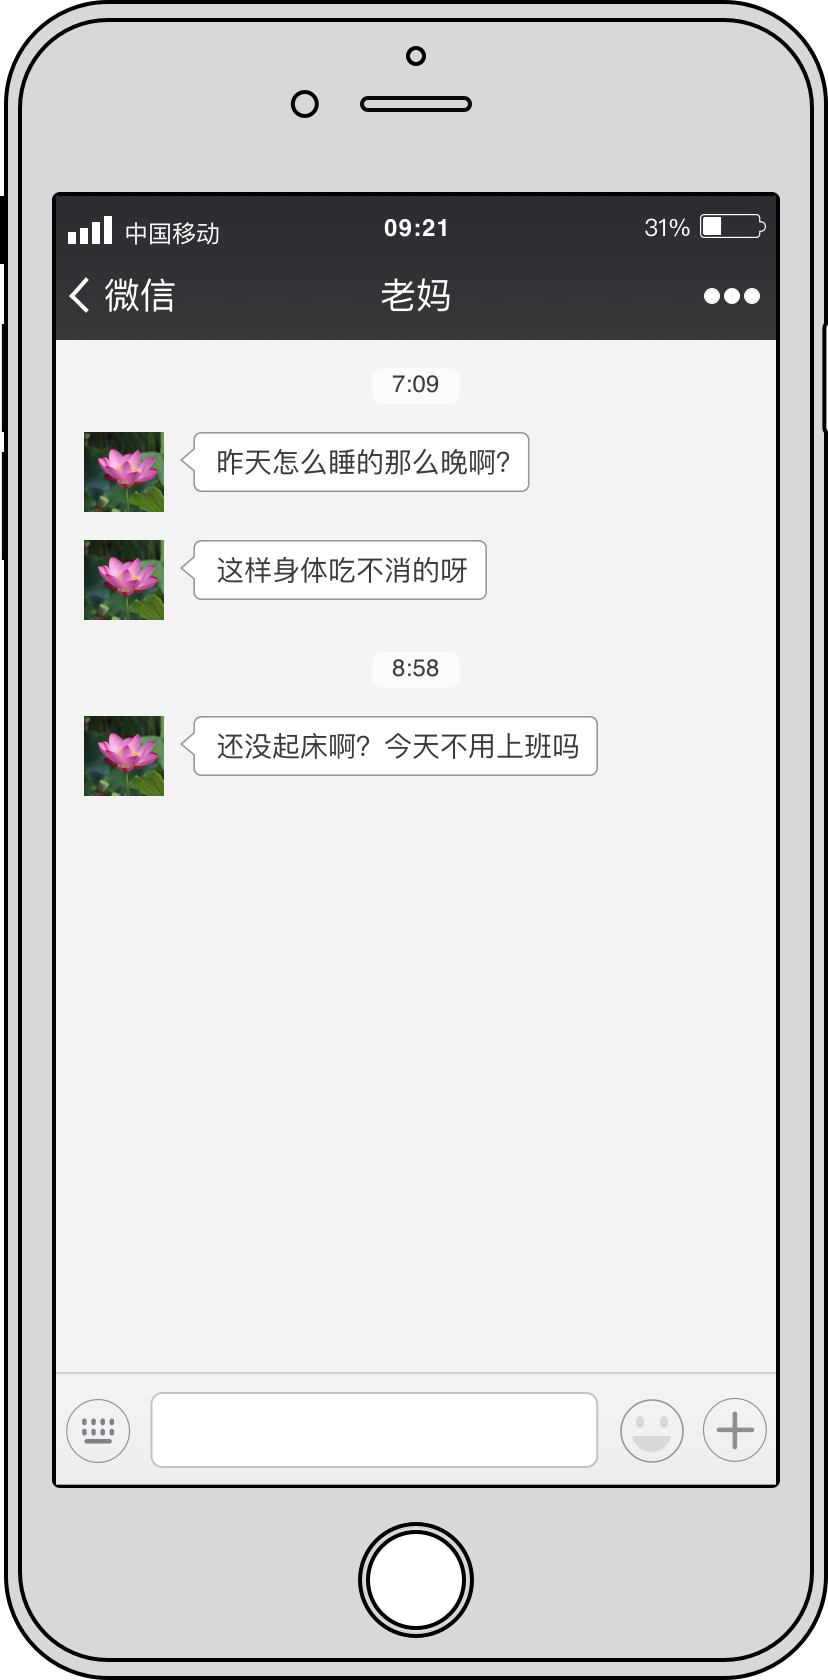 中国移动 09:21 31%
微信 老妈
7:09
昨天怎么睡的那么晚啊?
这样身体吃不消的呀
8:58
还没起床啊?今天不用上班吗